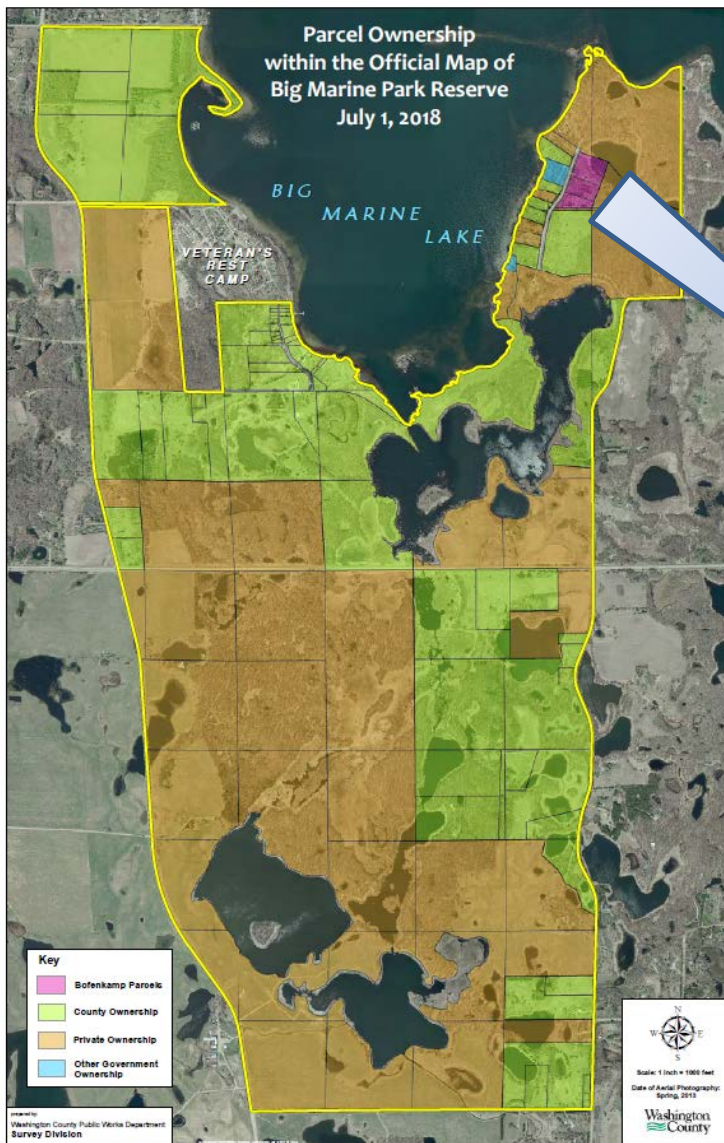 Parcel Ownership
within the Official Map of
Big Marine Park Reserve
July 1, 2018
BIG
MARINE
LAKE
VETERAN'S
REST
CAMP
Key
Bofenkamp Parcels
County Ownership
Private Ownership
Other Government
Ownership
N
W E
S
Scale: 1 inch = 1000 feet
Date of Aerial Photography:
Spring, 2013
Washington
County
prepared by:
Washington County Public Works Department
Survey Division